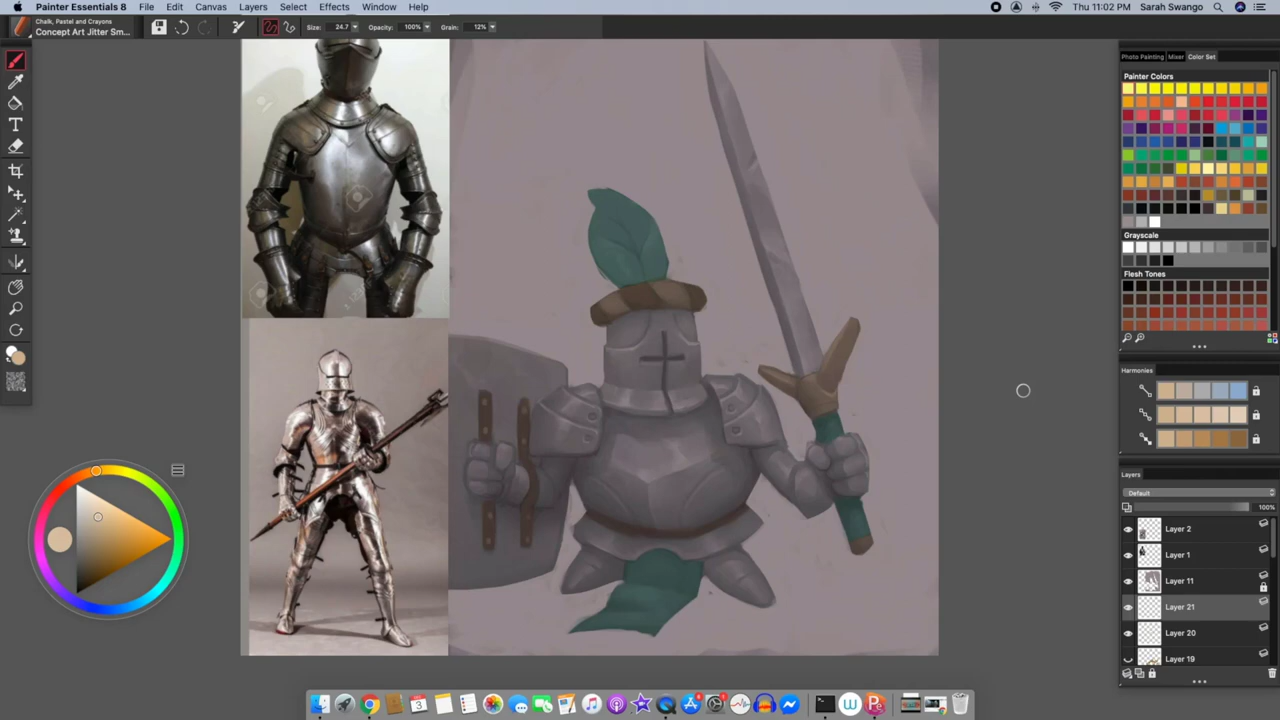 Painter Essentials 8 File Edit Canvas Layers Select Effects Window Help
Thu 11:02 PM Sarah Swango
Chalk, Pastel and Crayons
Concept Art Jitter Sm...
Size: 24.7 Opacity: 100% Grain: 12%
Photo Painting Mixer Color Set
Painter Colors
Grayscale
Flesh Tones
Harmonies
Layers
Default
100%
Layer 2
Layer 1
Layer 11
Layer 21
Layer 20
Layer 19